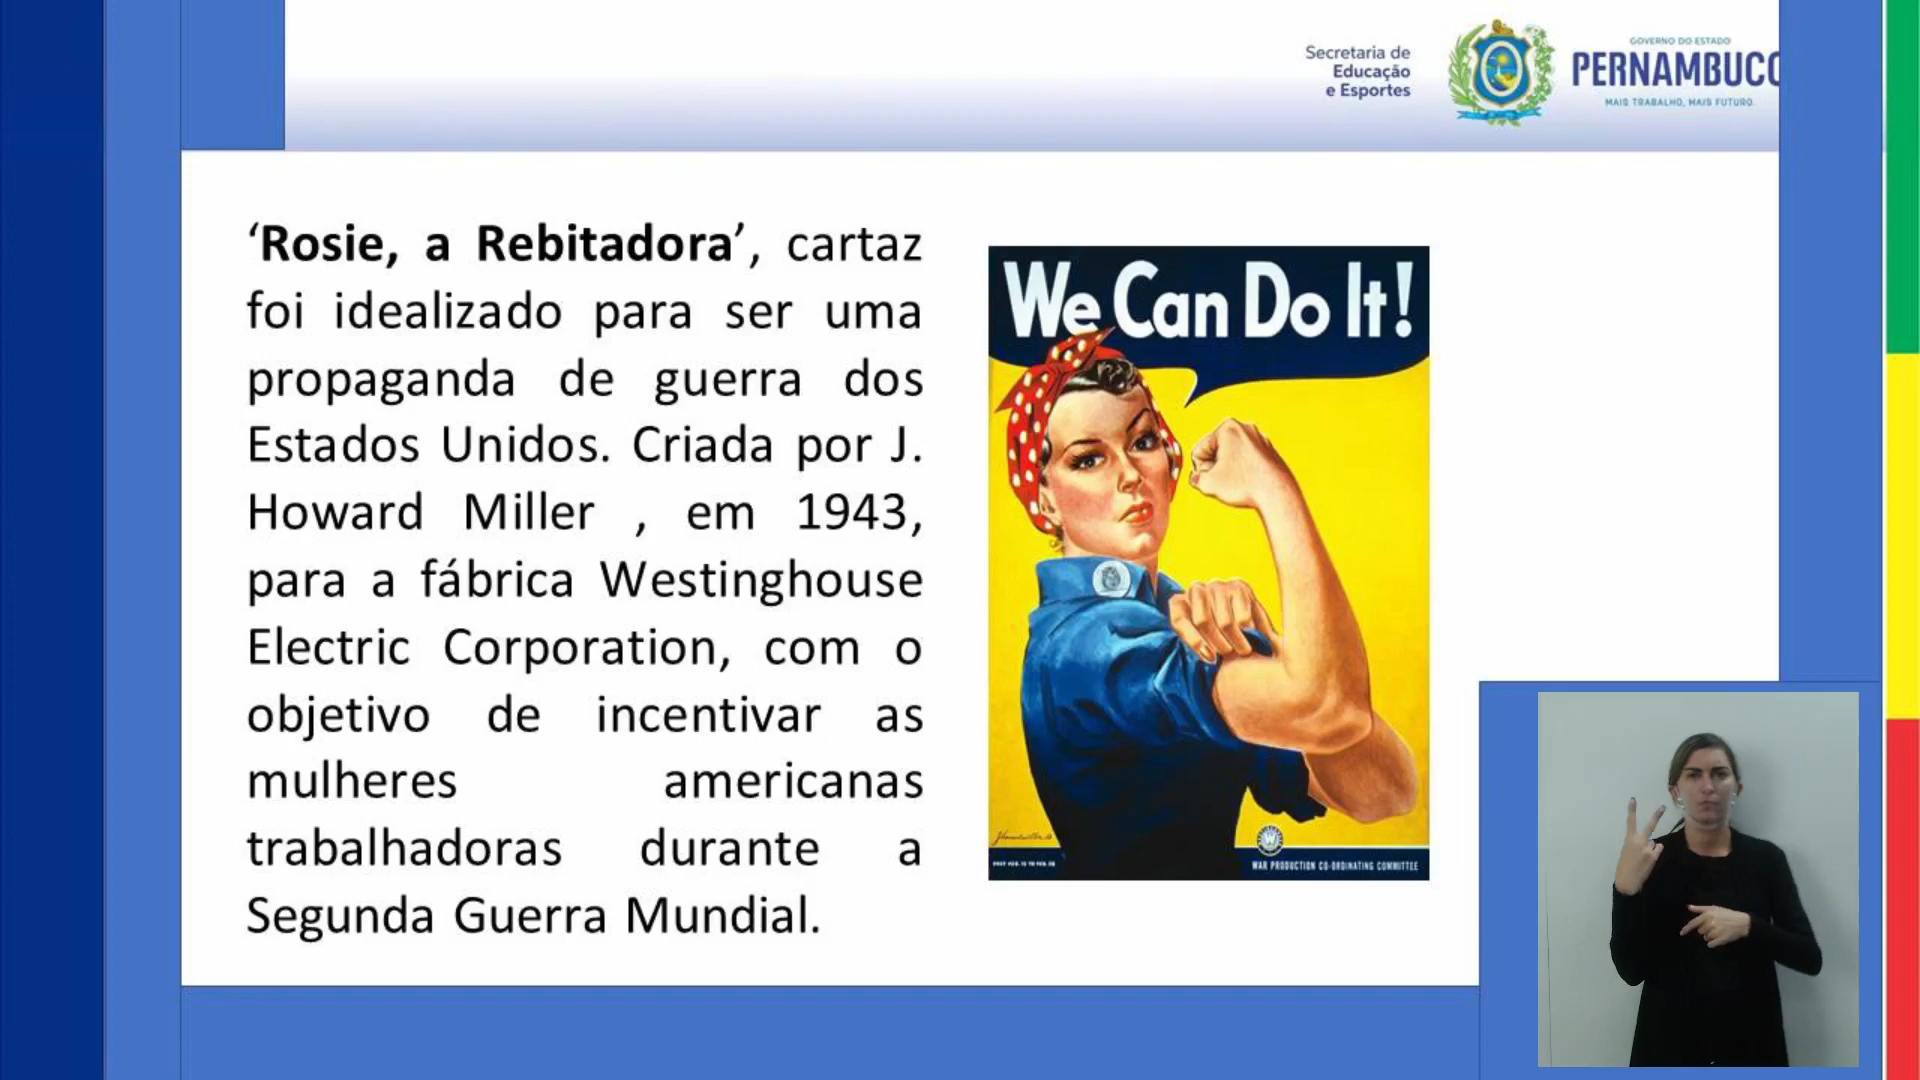 Secretaria de
Educação
e Esportes
GOVERNO DO ESTADO
PERNAMBUCO
MAIS TRABALHO, MAIS FUTURO.
‘Rosie, a Rebitadora’, cartaz
foi idealizado para ser uma
propaganda de guerra dos
Estados Unidos. Criada por J.
Howard Miller , em 1943,
para a fábrica Westinghouse
Electric Corporation, com o
objetivo de incentivar as
mulheres americanas
trabalhadoras durante a
Segunda Guerra Mundial.
We Can Do It!
W
WAR PRODUCTION CO-ORDINATING COMMITTEE